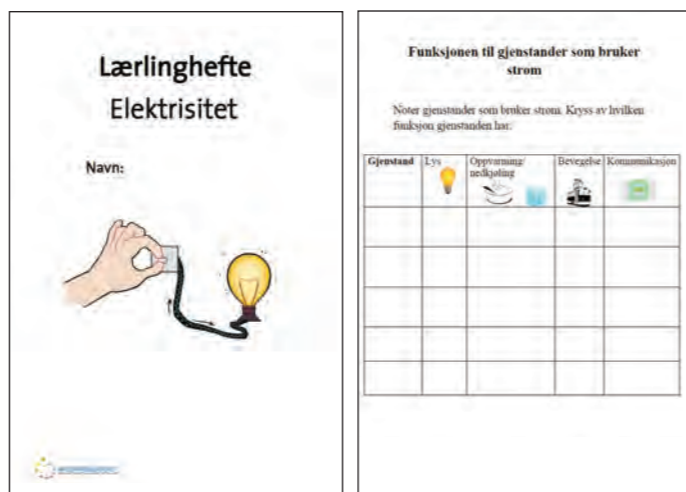 Lærlinghefte
Elektrisitet
Navn:
Funksjonen til gjenstander som bruker
strøm
Noter gjenstander som bruker strøm. Kryss av hvilken
funksjon gjenstanden har.
Gjenstand Lys Oppvarming/ Bevegelse Kommunikasjon
nedkjøling